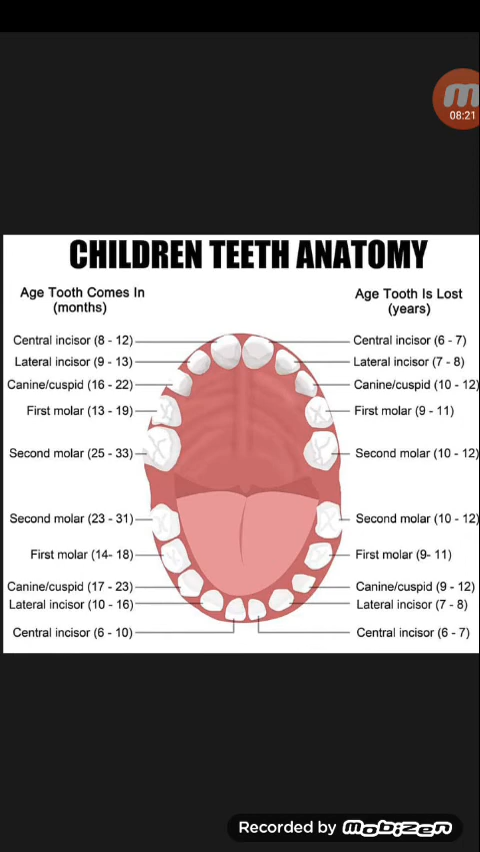 m
08:21
CHILDREN TEETH ANATOMY
Age Tooth Comes In
(months)
Age Tooth Is Lost
(years)
Central incisor (8 - 12)
Central incisor (6 - 7)
Lateral incisor (9 - 13)
Lateral incisor (7 - 8)
Canine/cuspid (16 - 22)
Canine/cuspid (10 - 12)
First molar (13 - 19)
First molar (9 - 11)
Second molar (25 - 33)
Second molar (10 - 12)
Second molar (23 - 31)
Second molar (10 - 12)
First molar (14- 18)
First molar (9- 11)
Canine/cuspid (17 - 23)
Canine/cuspid (9 - 12)
Lateral incisor (10 - 16)
Lateral incisor (7 - 8)
Central incisor (6 - 10)
Central incisor (6 - 7)
Recorded by Mobizen